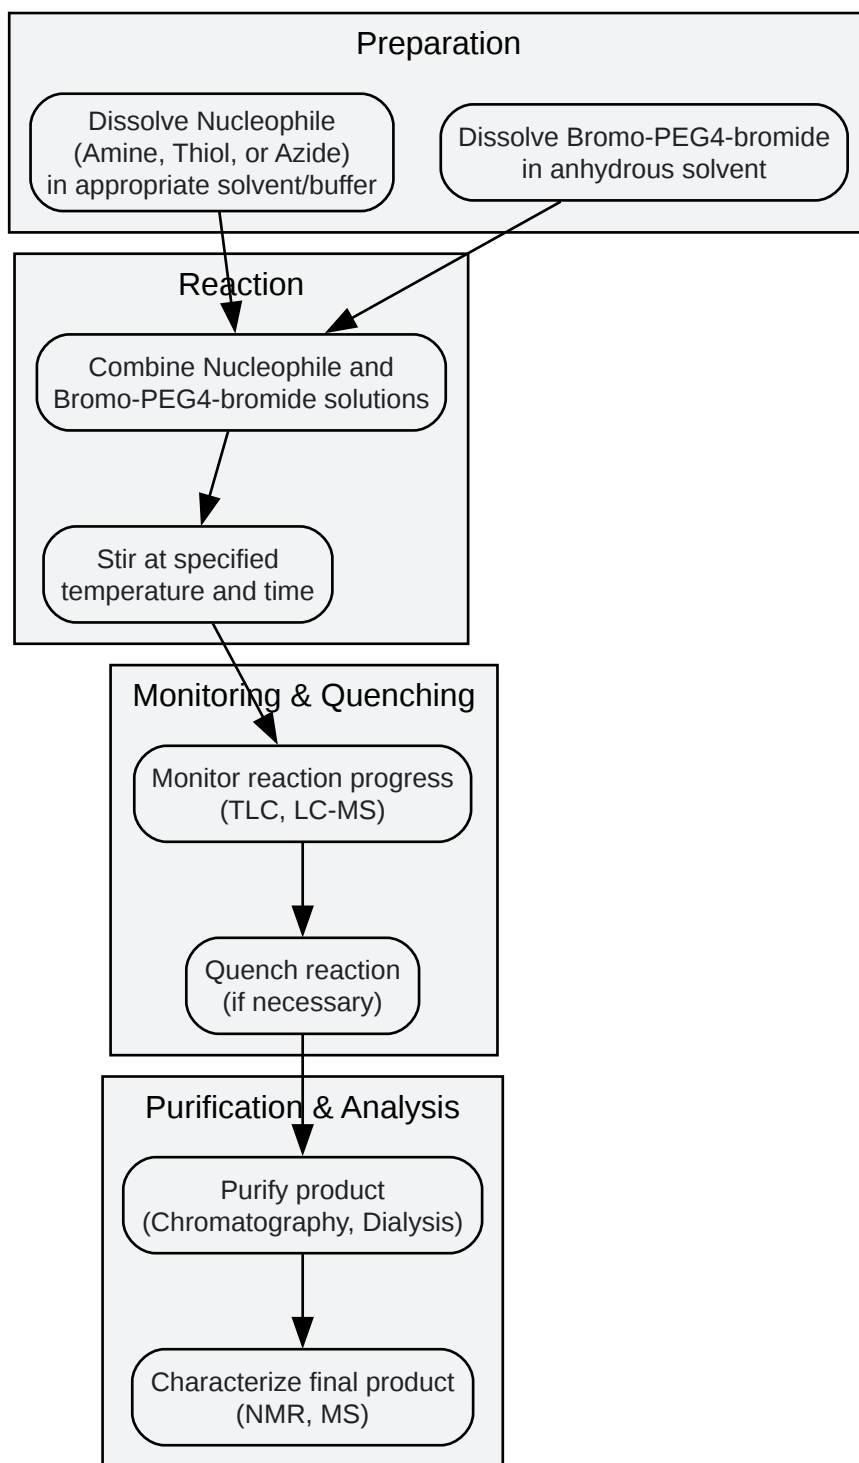 Preparation
Dissolve Nucleophile
(Amine, Thiol, or Azide)
in appropriate solvent/buffer
Dissolve Bromo-PEG4-bromide
in anhydrous solvent
Reaction
Combine Nucleophile and
Bromo-PEG4-bromide solutions
Stir at specified
temperature and time
Monitoring & Quenching
Monitor reaction progress
(TLC, LC-MS)
Quench reaction
(if necessary)
Purification & Analysis
Purify product
(Chromatography, Dialysis)
Characterize final product
(NMR, MS)